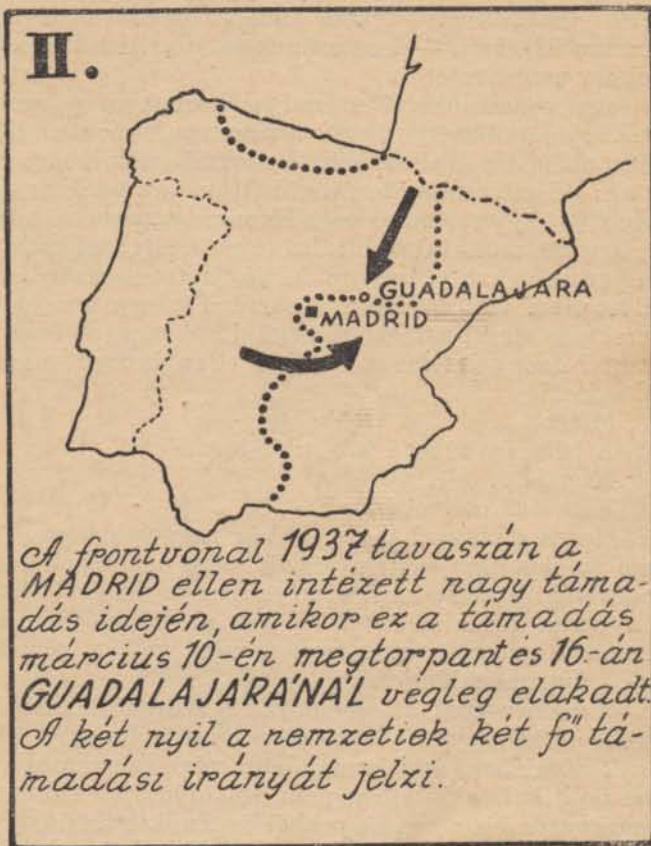 II.
GUADALAJARA
MADRID
A frontvonal 1937 tavaszán a
MADRID ellen intézett nagy táma-
dás idején, amikor ez a támadás
március 10-én megtorpant és 16-án
GUADALAJÁRÁNÁL végleg elakadt.
A két nyil a nemzetiek két fő tá-
madási irányát jelzi.